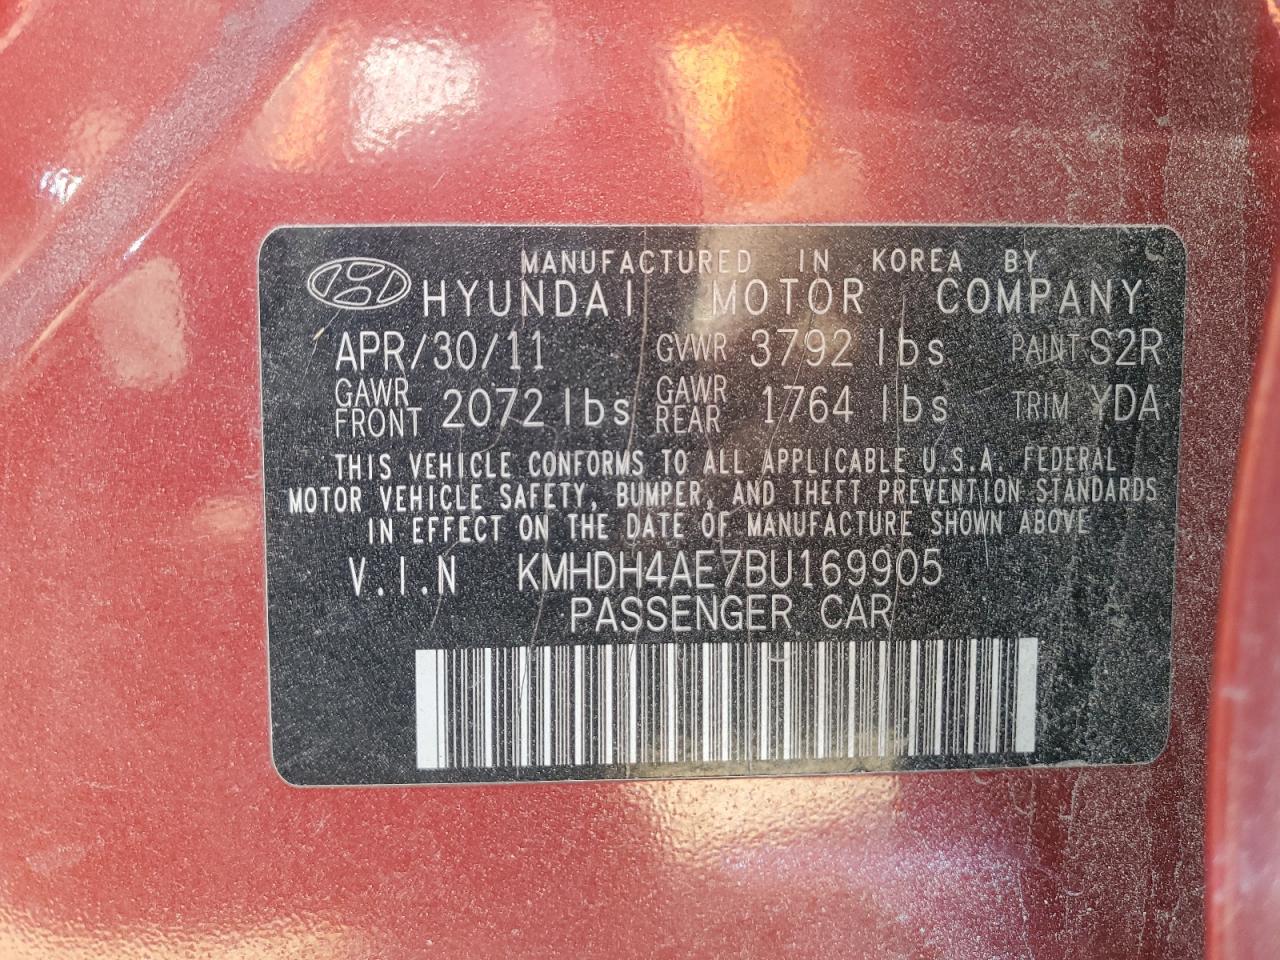 MANUFACTURED IN KOREA BY
HYUNDAI MOTOR COMPANY
APR/30/11 GVWR 3792 lbs PAINT S2R
GAWR FRONT 2072 lbs GAWR REAR 1764 lbs TRIM YDA
THIS VEHICLE CONFORMS TO ALL APPLICABLE U.S.A. FEDERAL
MOTOR VEHICLE SAFETY, BUMPER, AND THEFT PREVENTION STANDARDS
IN EFFECT ON THE DATE OF MANUFACTURE SHOWN ABOVE
V.I.N KMHDH4AE7BU169905
PASSENGER CAR